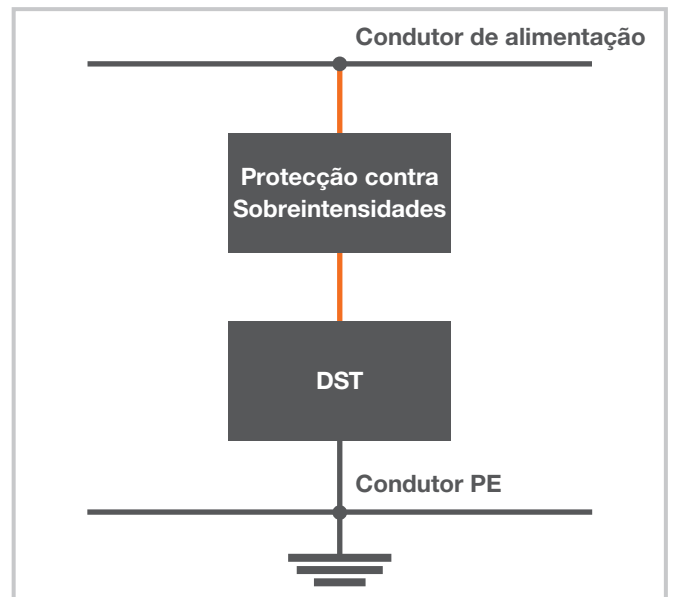 Condutor de alimentação
Protecção contra
Sobreintensidades
DST
Condutor PE